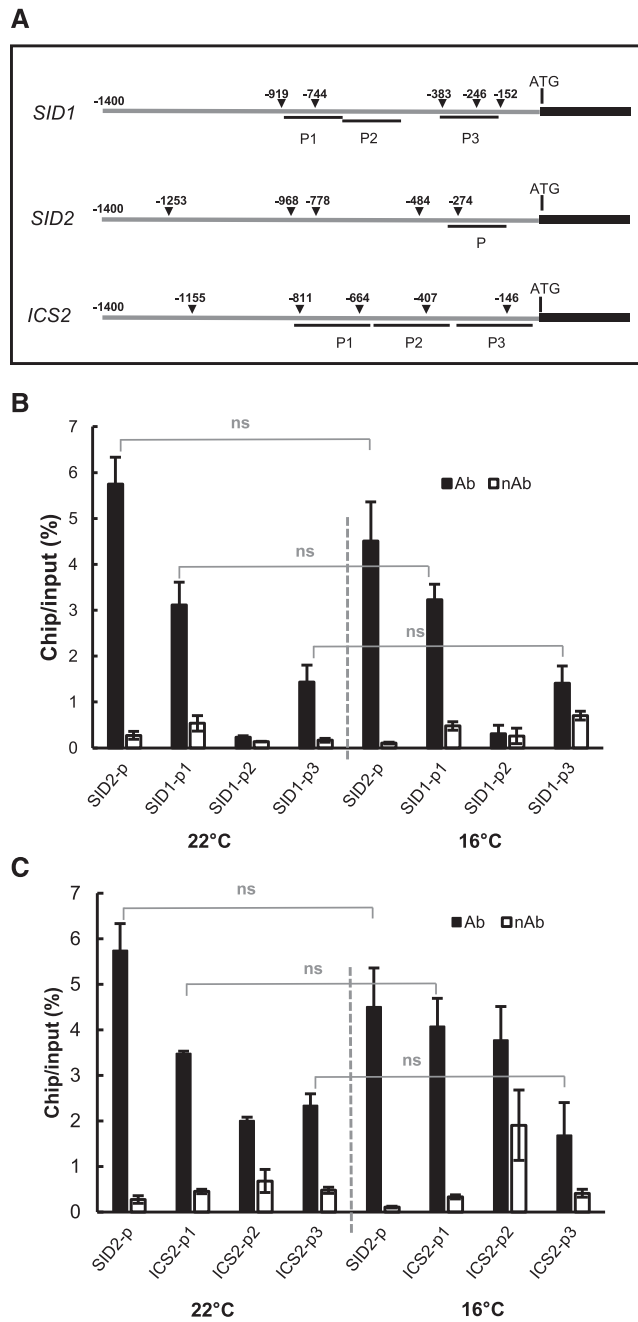 A
ATG
-919 -744 -383 -246 -152
SID1 -1400
P1 P2 P3
ATG
-1253 -968 -778 -484 -274
SID2 -1400
P
ATG
-1155 -811 -664 -407 -146
ICS2 -1400
P1 P2 P3
B
Chip/input (%)
7
6
5
4
3
2
1
0
ns
ns
ns
Ab nAb
SID2-p SID1-p1 SID1-p2 SID1-p3 SID2-p SID1-p1 SID1-p2 SID1-p3
22°C 16°C
C
Chip/input (%)
7
6
5
4
3
2
1
0
ns
ns
ns
Ab nAb
SID2-p ICS2-p1 ICS2-p2 ICS2-p3 SID2-p ICS2-p1 ICS2-p2 ICS2-p3
22°C 16°C